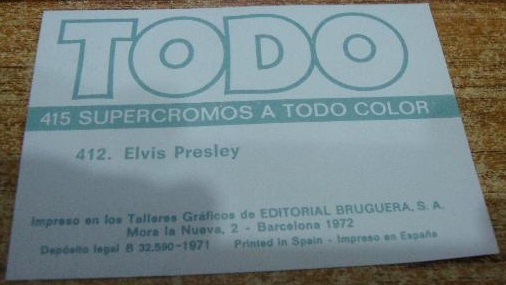 TODO
415 SUPERCROMOS A TODO COLOR
412. Elvis Presley
Impreso en los Talleres Gráficos de EDITORIAL BRUGUERA, S. A.
Mora la Nueva, 2 - Barcelona 1972
Depósito legal B 32.590-1971 Printed in Spain - Impreso en España